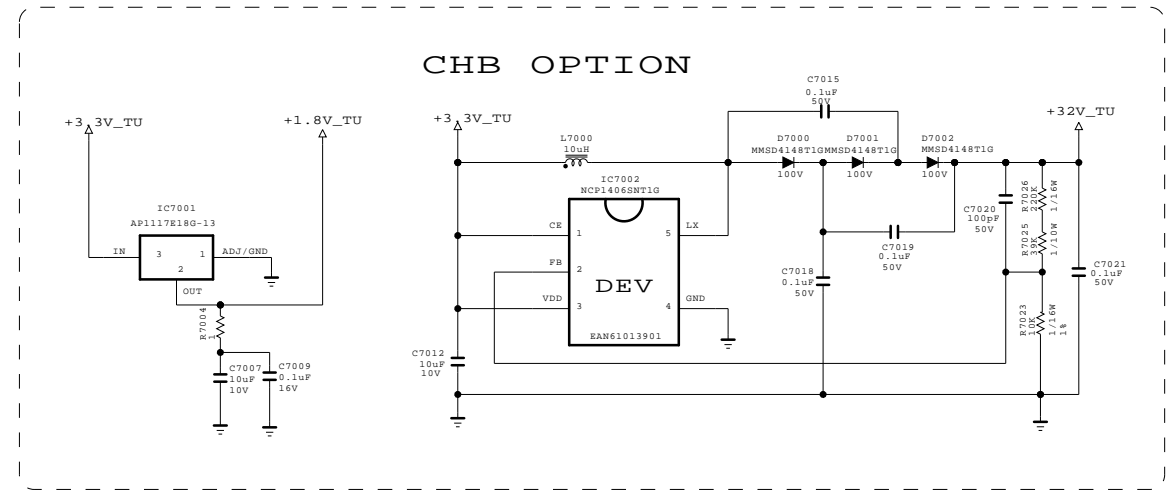 CHB OPTION
+3.3V_TU
+1.8V_TU
IC7001
AP1117E18G-13
IN
3
1
ADJ/GND
2
OUT
R7004
1
C7007
10uF
10V
C7009
0.1uF
16V
+3.3V_TU
L7000
10uH
C7015
0.1uF
50V
D7000
MMSD4148T1G
100V
D7001
MMSD4148T1G
100V
D7002
MMSD4148T1G
100V
+32V_TU
IC7002
NCP1406SNT1G
CE
1
5
LX
FB
2
DEV
VDD
3
4
GND
EAN61013901
C7012
10uF
10V
C7018
0.1uF
50V
C7019
0.1uF
50V
C7020
100pF
50V
R7026
220K
1/16W
R7025
39K
1/10W
R7023
10K
1/16W
1%
C7021
0.1uF
50V